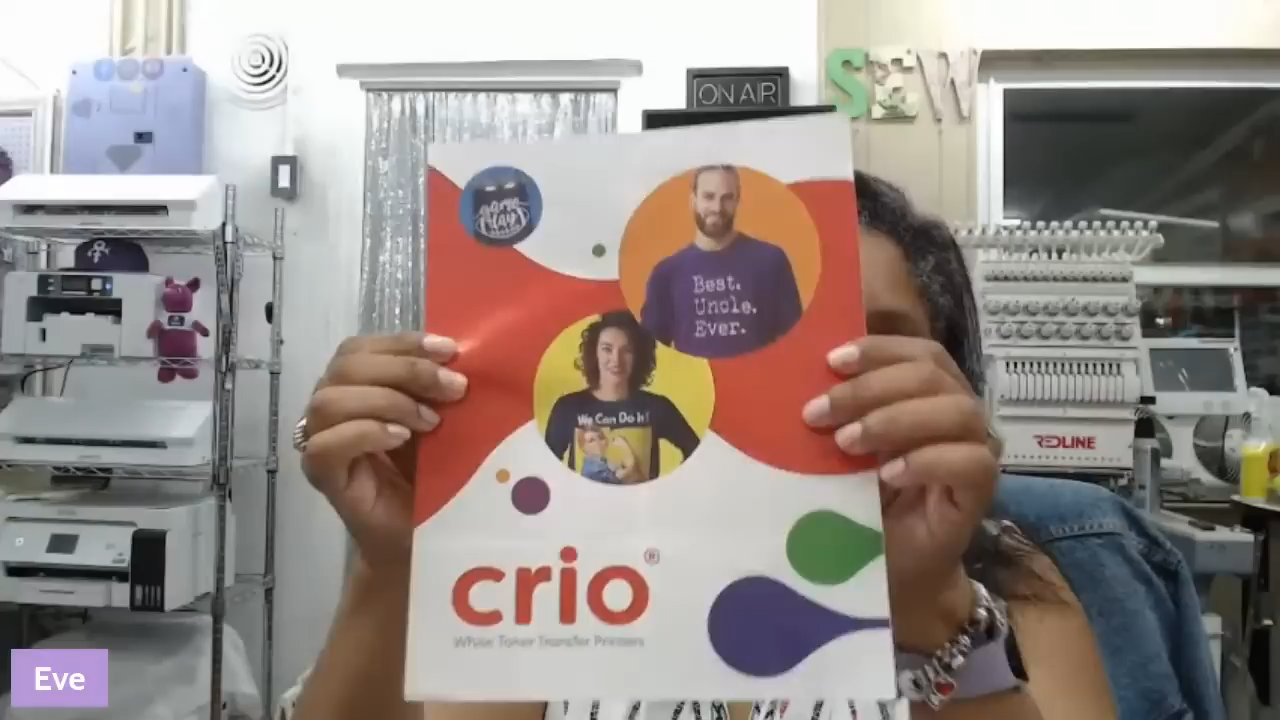 ON AIR
SEW
Best.
Uncle.
Ever.
We Can Do It!
REDLINE
crio®
White Toner Transfer Printers
Eve